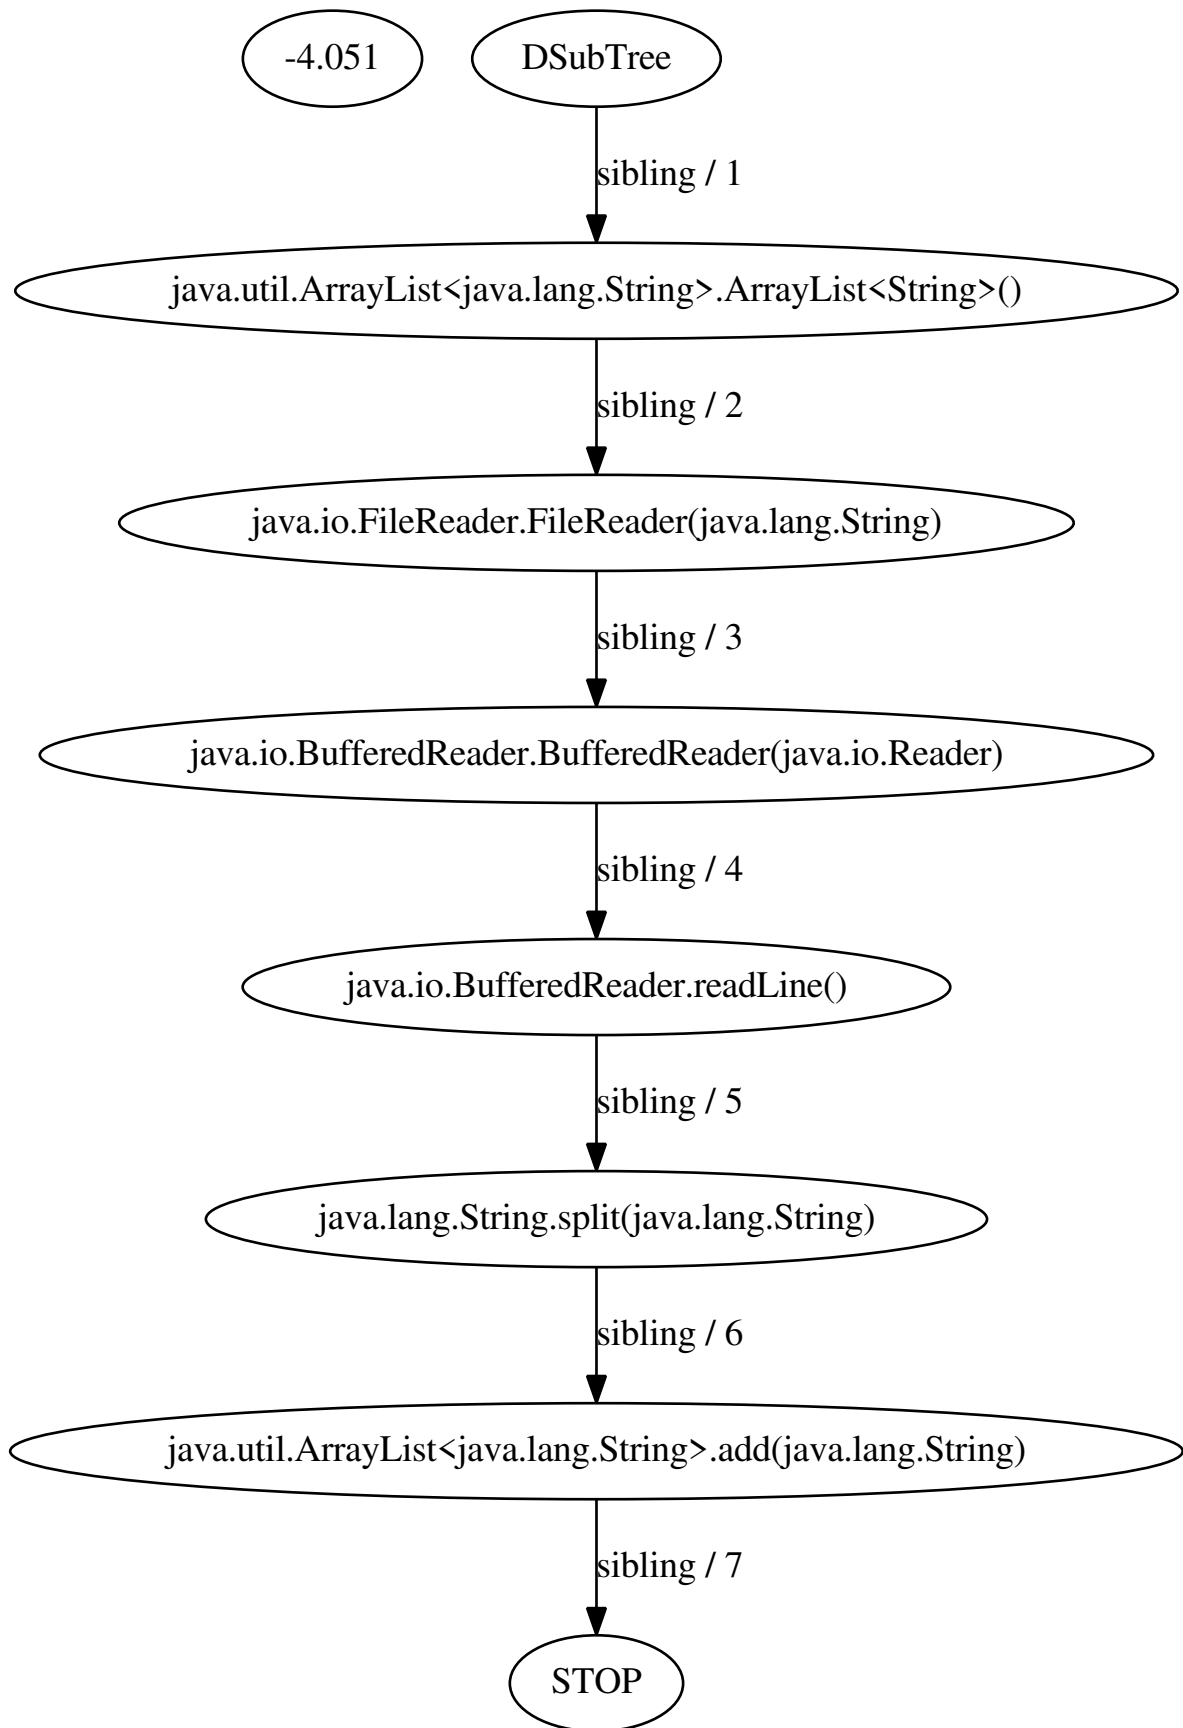 -4.051
DSubTree
sibling / 1
java.util.ArrayList<java.lang.String>.ArrayList<String>()
sibling / 2
java.io.FileReader.FileReader(java.lang.String)
sibling / 3
java.io.BufferedReader.BufferedReader(java.io.Reader)
sibling / 4
java.io.BufferedReader.readLine()
sibling / 5
java.lang.String.split(java.lang.String)
sibling / 6
java.util.ArrayList<java.lang.String>.add(java.lang.String)
sibling / 7
STOP